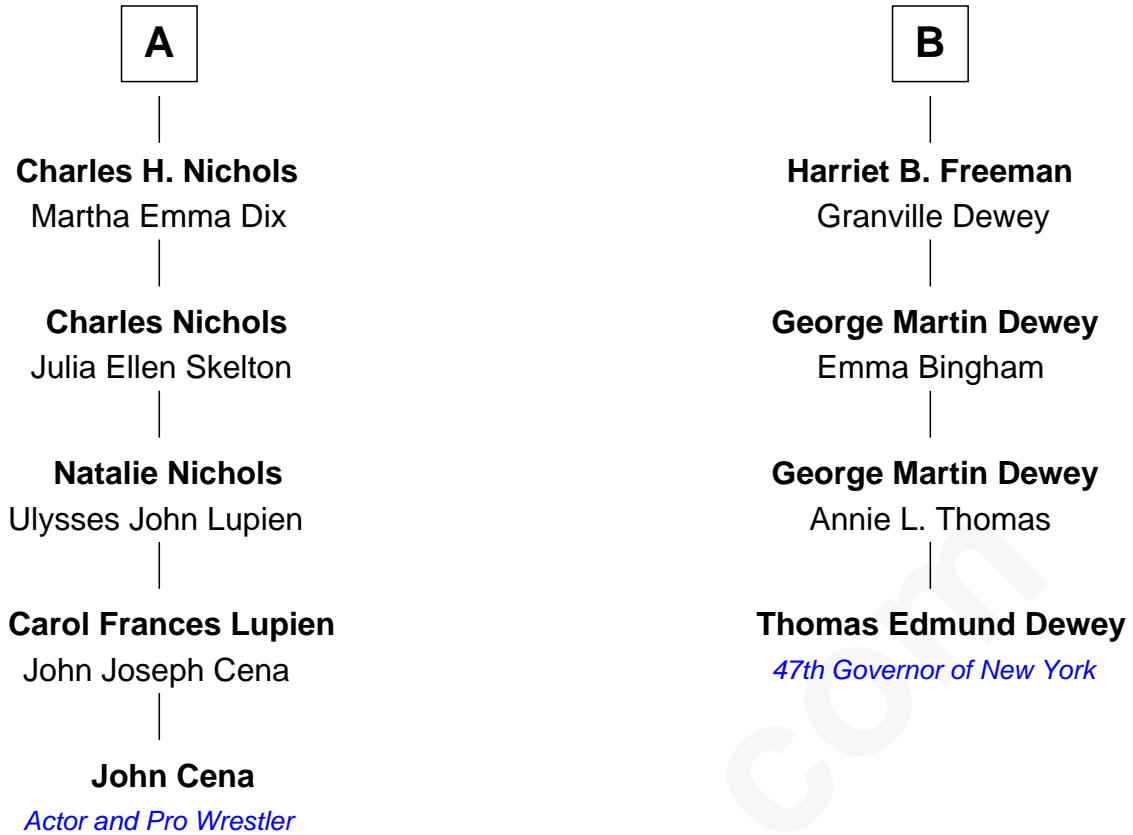 A
Charles H. Nichols
Martha Emma Dix
Charles Nichols
Julia Ellen Skelton
Natalie Nichols
Ulysses John Lupien
Carol Frances Lupien
John Joseph Cena
John Cena
Actor and Pro Wrestler
B
Harriet B. Freeman
Granville Dewey
George Martin Dewey
Emma Bingham
George Martin Dewey
Annie L. Thomas
Thomas Edmund Dewey
47th Governor of New York
com